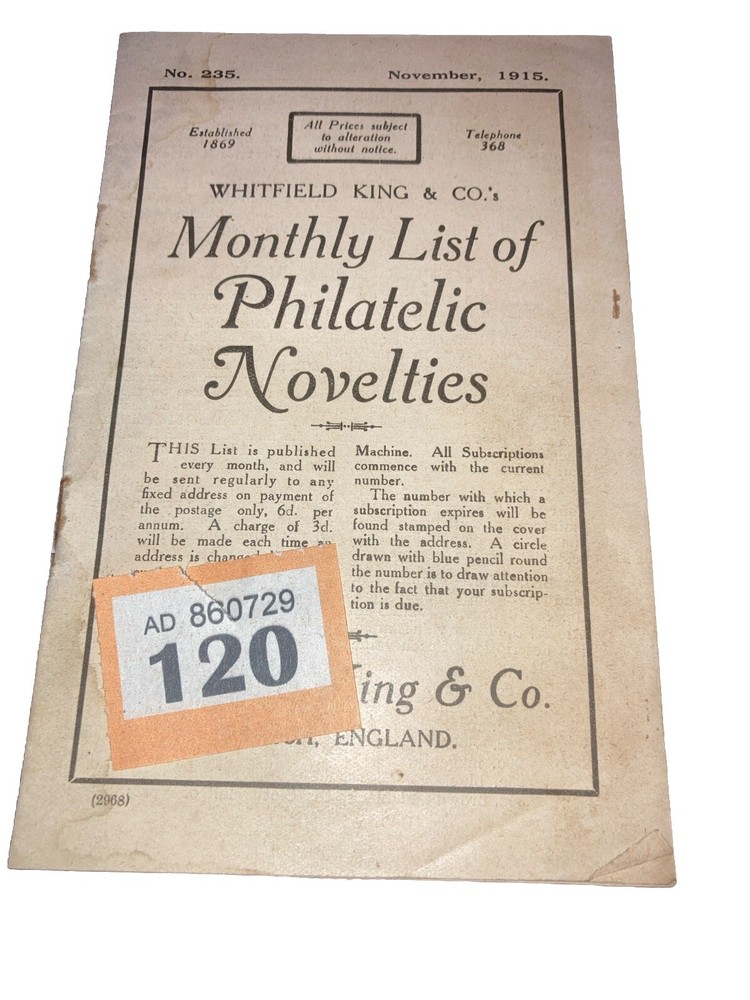 No. 235.
November, 1915.
Established
1869
All Prices subject
to alteration
without notice.
Telephone
368
WHITFIELD KING & CO.'s
Monthly List of
Philatelic
Novelties
THIS List is published
every month, and will
be sent regularly to any
fixed address on payment of
the postage only, 6d. per
annum. A charge of 3d.
will be made each time an
address is changed
Machine. All Subscriptions
commence with the current
number.
The number with which a
subscription expires will be
found stamped on the cover
with the address. A circle
drawn with blue pencil round
the number is to draw attention
to the fact that your subscrip-
tion is due.
AD 860729
120
King & Co.
ENGLAND.
(2968)